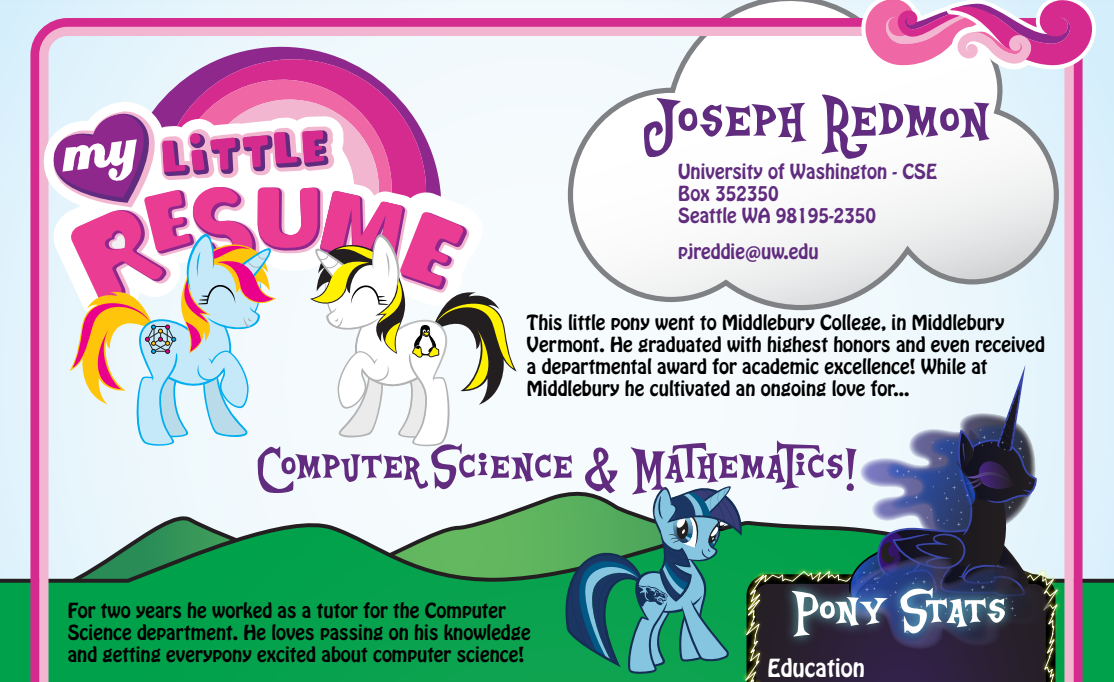 my LiTTLE
RESUME
JOSEPH REDMON
University of Washington - CSE
Box 352350
Seattle WA 98195-2350
pjreddie@uw.edu
This little pony went to Middlebury College, in Middlebury
Vermont. He graduated with highest honors and even received
a departmental award for academic excellence! While at
Middlebury he cultivated an ongoing love for...
COMPUTER SCiENCE & MATHEMATiCS!
For two years he worked as a tutor for the Computer
Science department. He loves passing on his knowledge
and getting everypony excited about computer science!
PONY STATS
Education